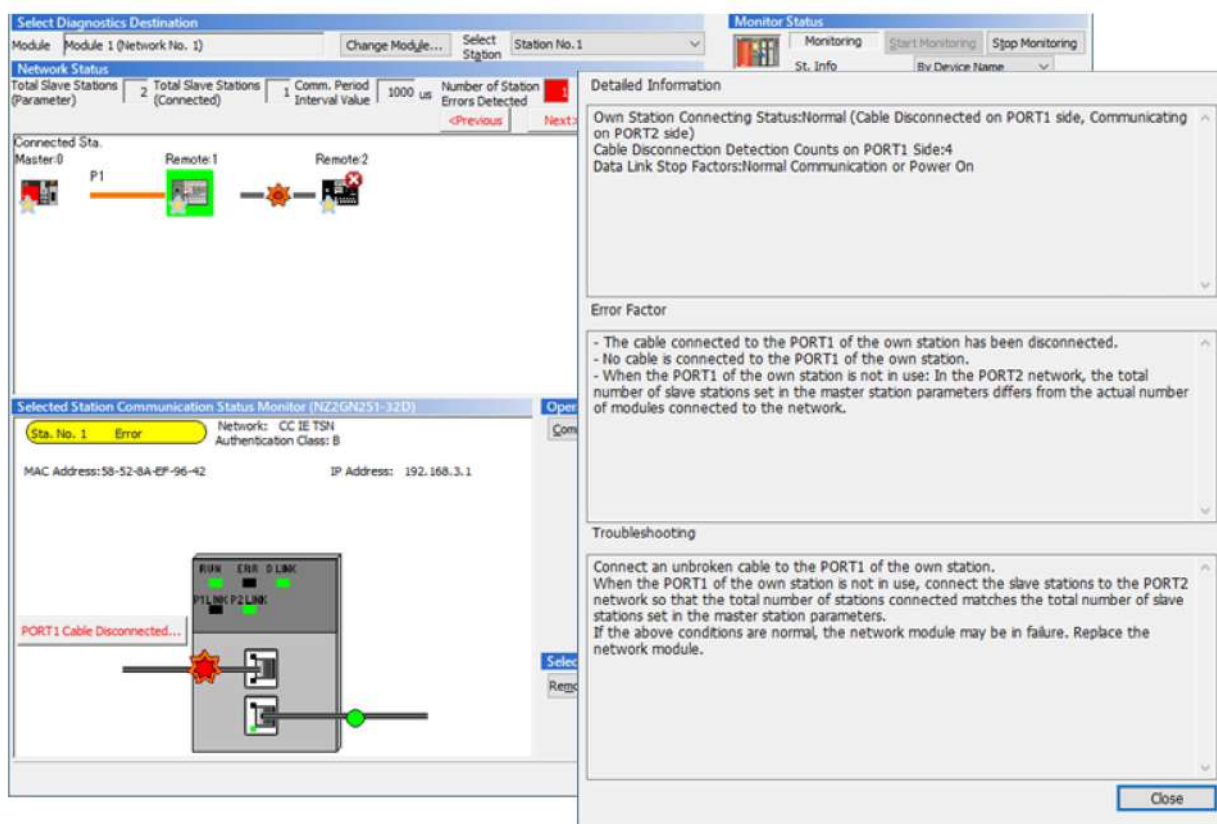 Select Diagnostics Destination
Module Module 1 (Network No. 1) Change Module... Select Station Station No.1
Monitor Status
Monitoring Start Monitoring Stop Monitoring
St. Info By Device Name
Network Status
Total Slave Stations (Parameter) 2 Total Slave Stations (Connected) 1 Comm. Period Interval Value 1000 us Number of Station Errors Detected 1
<Previous Next>
Connected Sta.
Master:0 Remote:1 Remote:2
P1
Selected Station Communication Status Monitor (NZ2GN251-32D)
Sta. No. 1 Error
Network: CC IE TSN
Authentication Class: B
MAC Address:58-52-8A-EF-96-42 IP Address: 192.168.3.1
RUN ERR D LINK
P1LINK P2LINK
PORT1 Cable Disconnected...
Oper
Com
Selec
Remo
Detailed Information
Own Station Connecting Status:Normal (Cable Disconnected on PORT1 side, Communicating
on PORT2 side)
Cable Disconnection Detection Counts on PORT1 Side:4
Data Link Stop Factors:Normal Communication or Power On
Error Factor
- The cable connected to the PORT1 of the own station has been disconnected.
- No cable is connected to the PORT1 of the own station.
- When the PORT1 of the own station is not in use: In the PORT2 network, the total
number of slave stations set in the master station parameters differs from the actual number
of modules connected to the network.
Troubleshooting
Connect an unbroken cable to the PORT1 of the own station.
When the PORT1 of the own station is not in use, connect the slave stations to the PORT2
network so that the total number of stations connected matches the total number of slave
stations set in the master station parameters.
If the above conditions are normal, the network module may be in failure. Replace the
network module.
Close